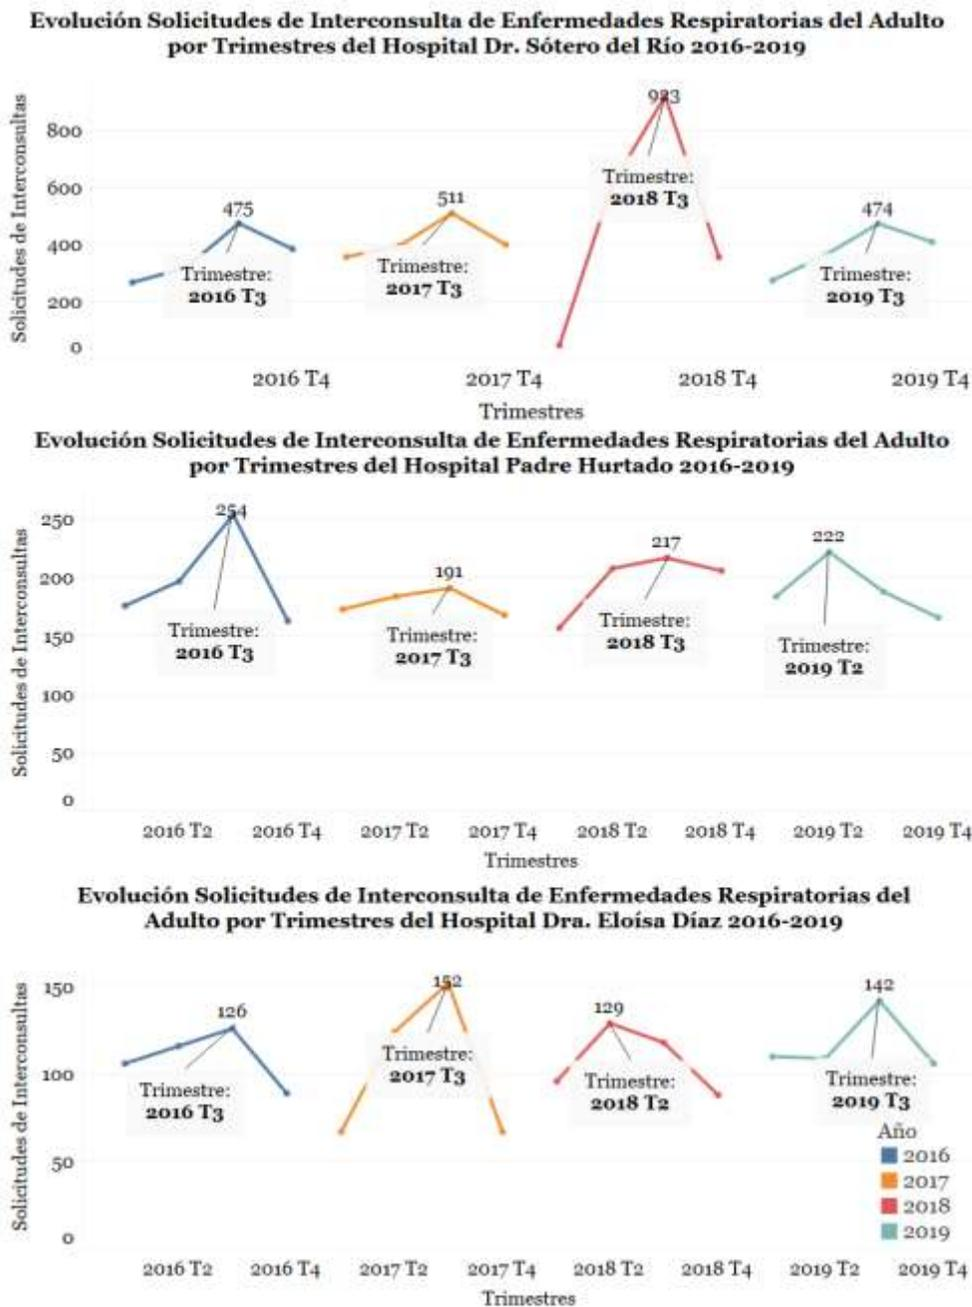 Evolución Solicitudes de Interconsulta de Enfermedades Respiratorias del Adulto
por Trimestres del Hospital Dr. Sótero del Río 2016-2019
Solicitudes de Interconsultas
800
600
400
200
0
475
Trimestre:
2016 T3
511
Trimestre:
2017 T3
Trimestre:
2018 T3
474
Trimestre:
2019 T3
2016 T4
2017 T4
2018 T4
2019 T4
Trimestres
Evolución Solicitudes de Interconsulta de Enfermedades Respiratorias del Adulto
por Trimestres del Hospital Padre Hurtado 2016-2019
Solicitudes de Interconsultas
250
200
150
100
50
0
254
Trimestre:
2016 T3
191
Trimestre:
2017 T3
217
Trimestre:
2018 T3
222
Trimestre:
2019 T2
2016 T2
2016 T4
2017 T2
2017 T4
2018 T2
2018 T4
2019 T2
2019 T4
Trimestres
Evolución Solicitudes de Interconsulta de Enfermedades Respiratorias del
Adulto por Trimestres del Hospital Dra. Eloísa Díaz 2016-2019
Solicitudes de Interconsultas
150
100
50
0
126
Trimestre:
2016 T3
152
Trimestre:
2017 T3
129
Trimestre:
2018 T2
142
Trimestre:
2019 T3
Año
2016
2017
2018
2019
2016 T2
2016 T4
2017 T2
2017 T4
2018 T2
2018 T4
2019 T2
2019 T4
Trimestres